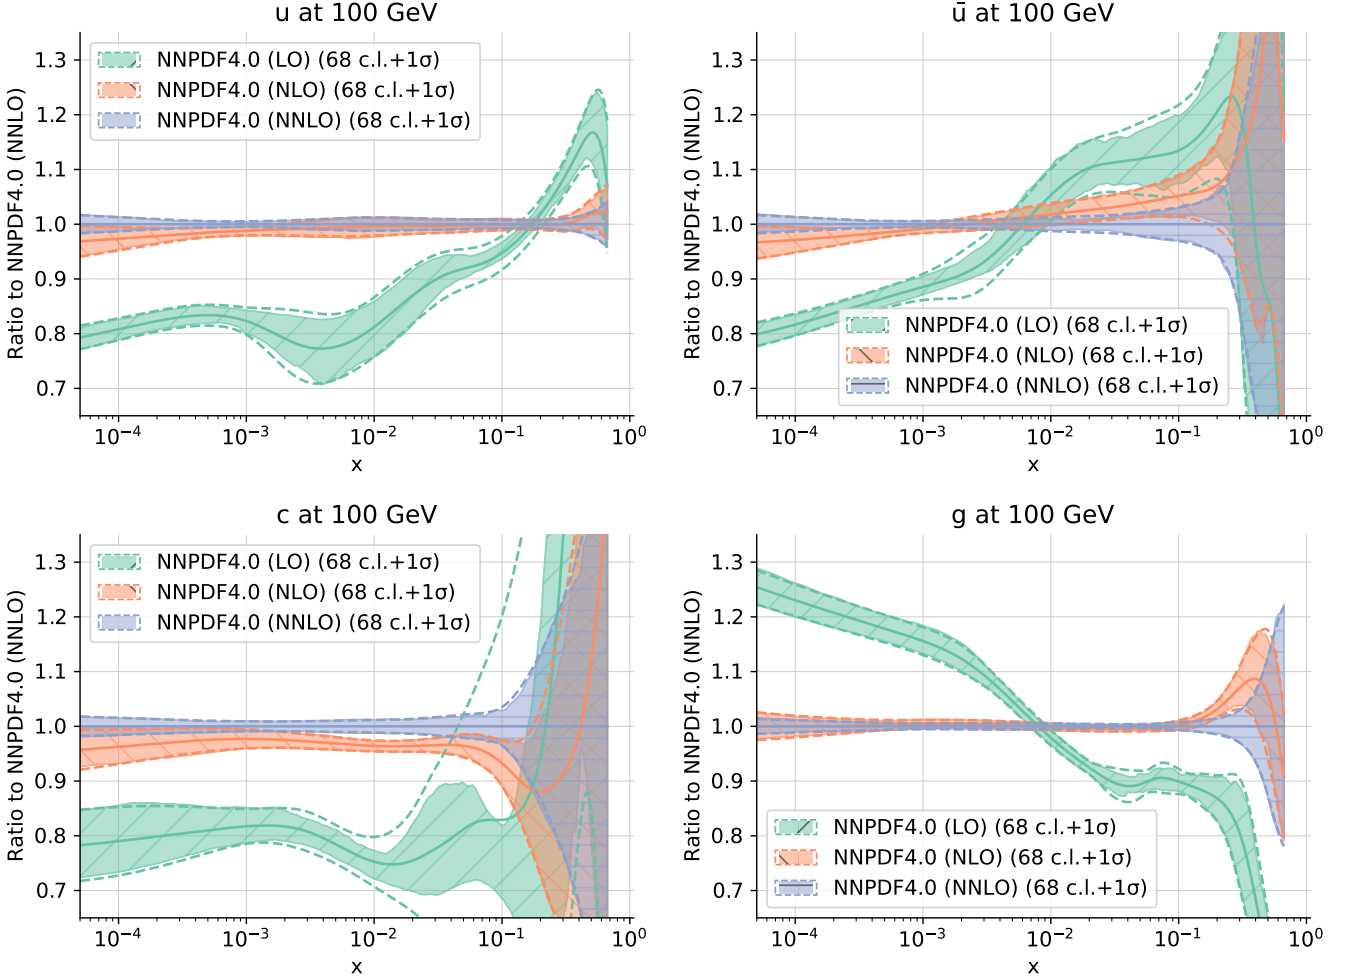 u at 100 GeV
Ratio to NNPDF4.0 (NNLO)
1.3
1.2
1.1
1.0
0.9
0.8
0.7
NNPDF4.0 (LO) (68 c.l.+1σ)
NNPDF4.0 (NLO) (68 c.l.+1σ)
NNPDF4.0 (NNLO) (68 c.l.+1σ)
10⁻⁴ 10⁻³ 10⁻² 10⁻¹ 10⁰
x
ū at 100 GeV
Ratio to NNPDF4.0 (NNLO)
1.3
1.2
1.1
1.0
0.9
0.8
0.7
NNPDF4.0 (LO) (68 c.l.+1σ)
NNPDF4.0 (NLO) (68 c.l.+1σ)
NNPDF4.0 (NNLO) (68 c.l.+1σ)
10⁻⁴ 10⁻³ 10⁻² 10⁻¹ 10⁰
x
c at 100 GeV
Ratio to NNPDF4.0 (NNLO)
1.3
1.2
1.1
1.0
0.9
0.8
0.7
NNPDF4.0 (LO) (68 c.l.+1σ)
NNPDF4.0 (NLO) (68 c.l.+1σ)
NNPDF4.0 (NNLO) (68 c.l.+1σ)
10⁻⁴ 10⁻³ 10⁻² 10⁻¹ 10⁰
x
g at 100 GeV
Ratio to NNPDF4.0 (NNLO)
1.3
1.2
1.1
1.0
0.9
0.8
0.7
NNPDF4.0 (LO) (68 c.l.+1σ)
NNPDF4.0 (NLO) (68 c.l.+1σ)
NNPDF4.0 (NNLO) (68 c.l.+1σ)
10⁻⁴ 10⁻³ 10⁻² 10⁻¹ 10⁰
x